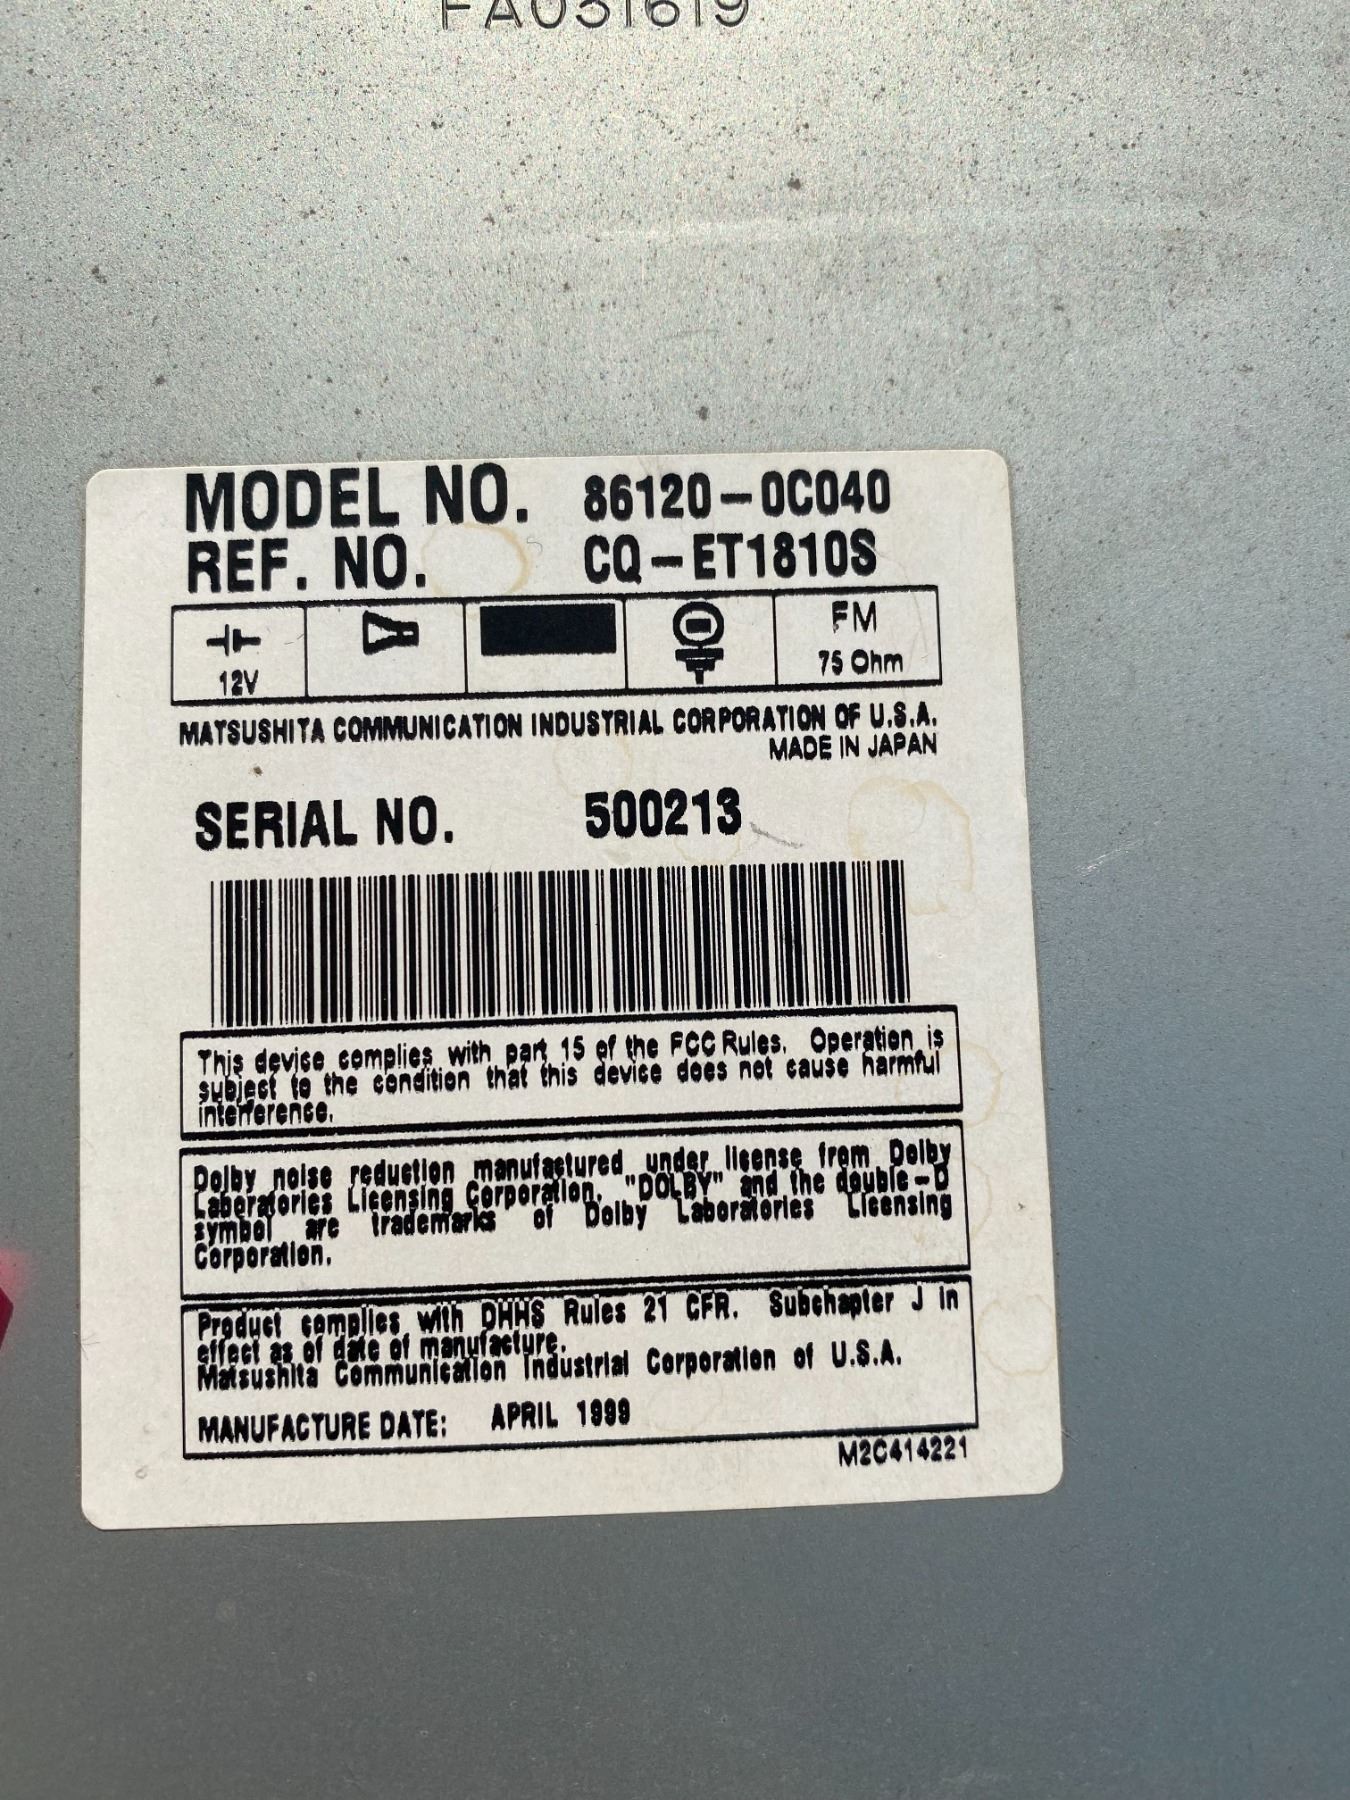 FA031619
MODEL NO. 86120-0C040
REF. NO. CQ-ET1810S
12V
FM
75 Ohm
MATSUSHITA COMMUNICATION INDUSTRIAL CORPORATION OF U.S.A.
MADE IN JAPAN
SERIAL NO. 500213
This device complies with part 15 of the FCC Rules. Operation is
subject to the condition that this device does not cause harmful
interference.
Dolby noise reduction manufactured under license from Dolby
Laboratories Licensing Corporation. "DOLBY" and the double-D
symbol are trademarks of Dolby Laboratories Licensing
Corporation.
Product complies with DHHS Rules 21 CFR. Subchapter J in
effect as of date of manufacture.
Matsushita Communication Industrial Corporation of U.S.A.
MANUFACTURE DATE: APRIL 1999
M2C414221